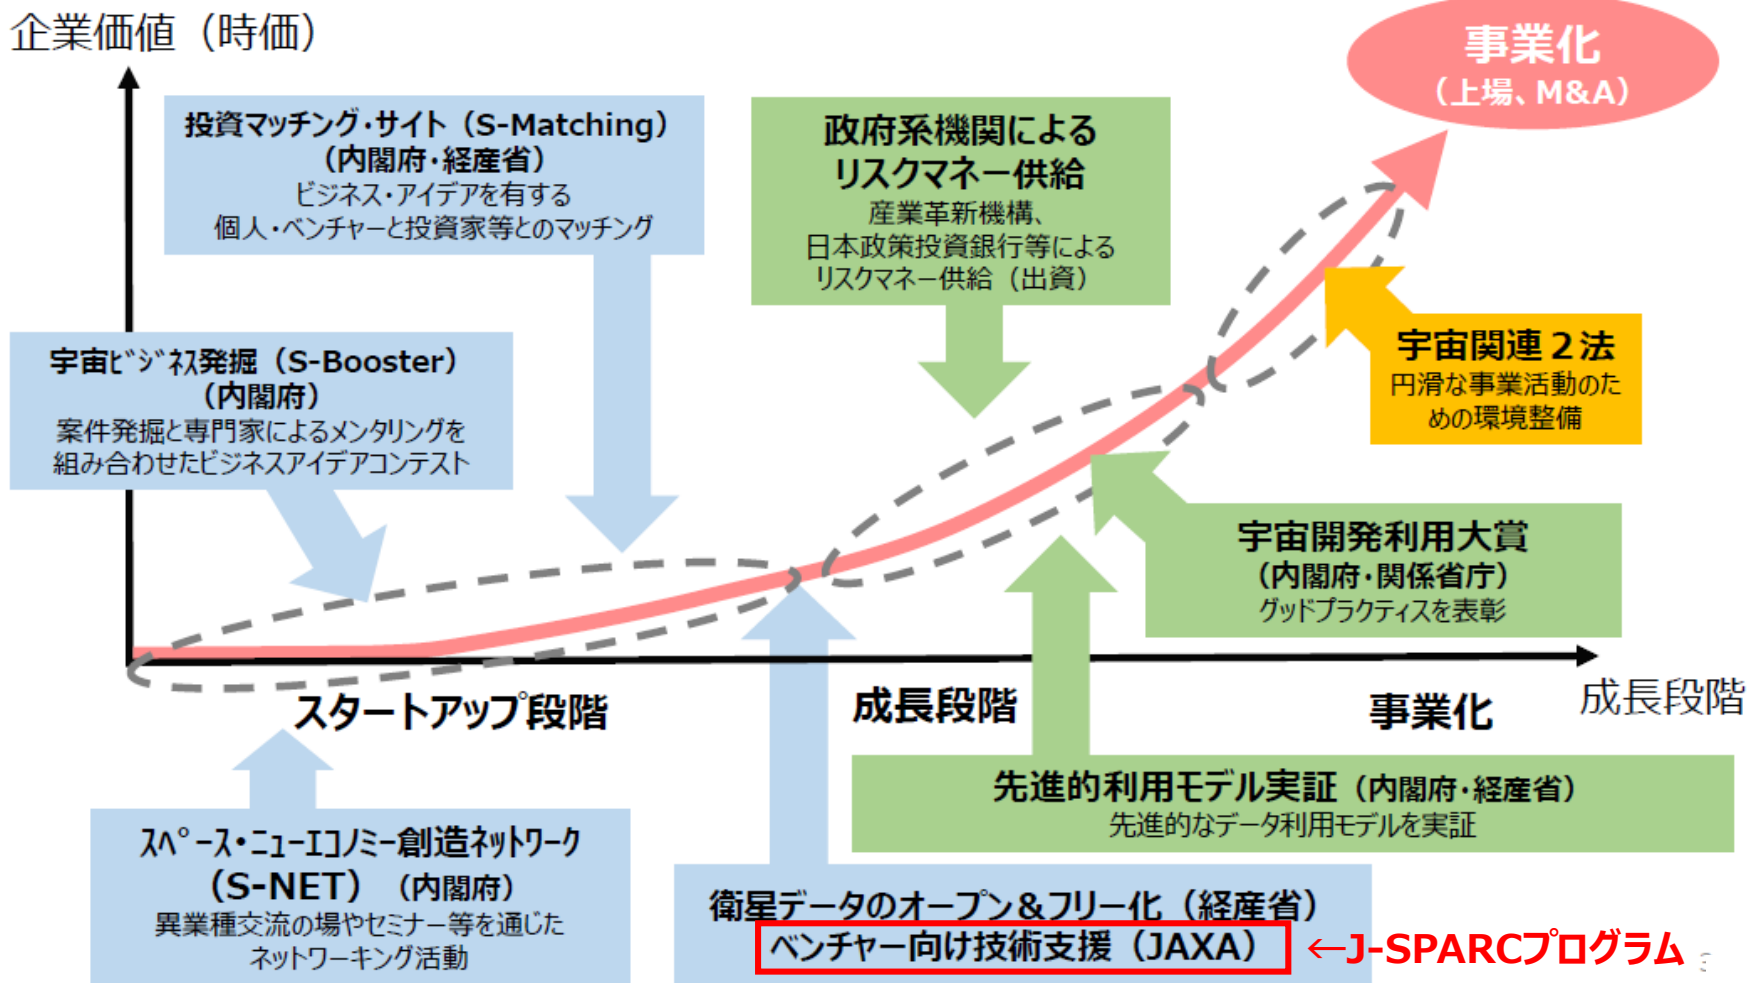 企業価値（時価）
事業化
（上場、M&A）
投資マッチング・サイト（S-Matching）
（内閣府・経産省）
ビジネス・アイデアを有する
個人・ベンチャーと投資家等とのマッチング
政府系機関による
リスクマネー供給
産業革新機構、
日本政策投資銀行等による
リスクマネー供給（出資）
宇宙ﾋﾞｼﾞﾈｽ発掘（S-Booster）
（内閣府）
案件発掘と専門家によるメンタリングを
組み合わせたビジネスアイデアコンテスト
宇宙関連２法
円滑な事業活動のた
めの環境整備
宇宙開発利用大賞
（内閣府・関係省庁）
グッドプラクティスを表彰
スタートアップ段階
成長段階
事業化
成長段階
先進的利用モデル実証（内閣府・経産省）
先進的なデータ利用モデルを実証
ｽﾍﾟｰｽ・ﾆｭｰｴｺﾉﾐｰ創造ﾈｯﾄﾜｰｸ
（S-NET）（内閣府）
異業種交流の場やセミナー等を通じた
ネットワーキング活動
衛星データのオープン＆フリー化（経産省）
ベンチャー向け技術支援（JAXA）
←J-SPARCプログラム